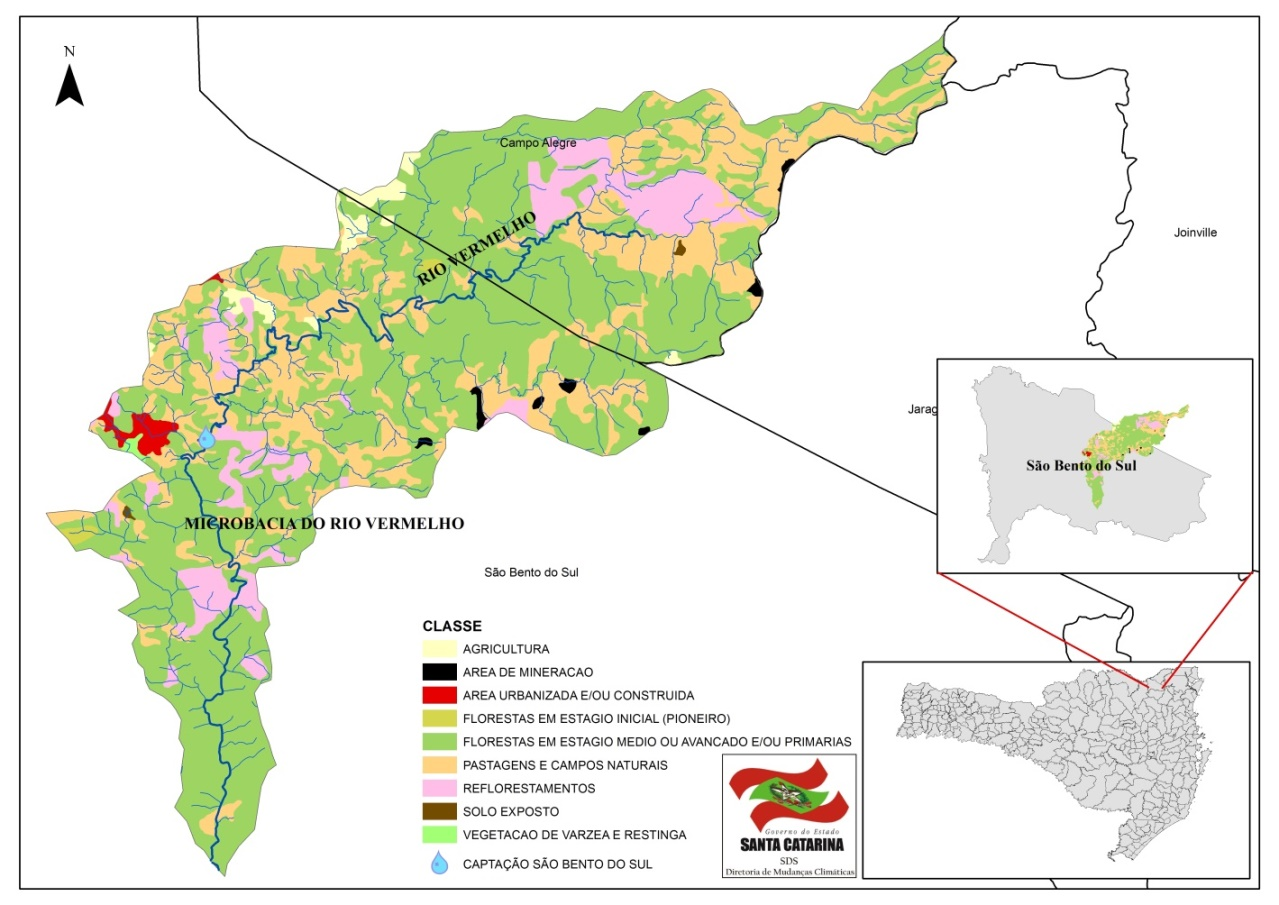 N
Campo Alegre
RIO VERMELHO
Joinville
Jarag
São Bento do Sul
MICROBACIA DO RIO VERMELHO
São Bento do Sul
CLASSE
AGRICULTURA
AREA DE MINERACAO
AREA URBANIZADA E/OU CONSTRUIDA
FLORESTAS EM ESTAGIO INICIAL (PIONEIRO)
FLORESTAS EM ESTAGIO MEDIO OU AVANCADO E/OU PRIMARIAS
PASTAGENS E CAMPOS NATURAIS
REFLORESTAMENTOS
SOLO EXPOSTO
VEGETACAO DE VARZEA E RESTINGA
CAPTAÇÃO SÃO BENTO DO SUL
Governo do Estado
SANTA CATARINA
SDS
Diretoria de Mudanças Climáticas